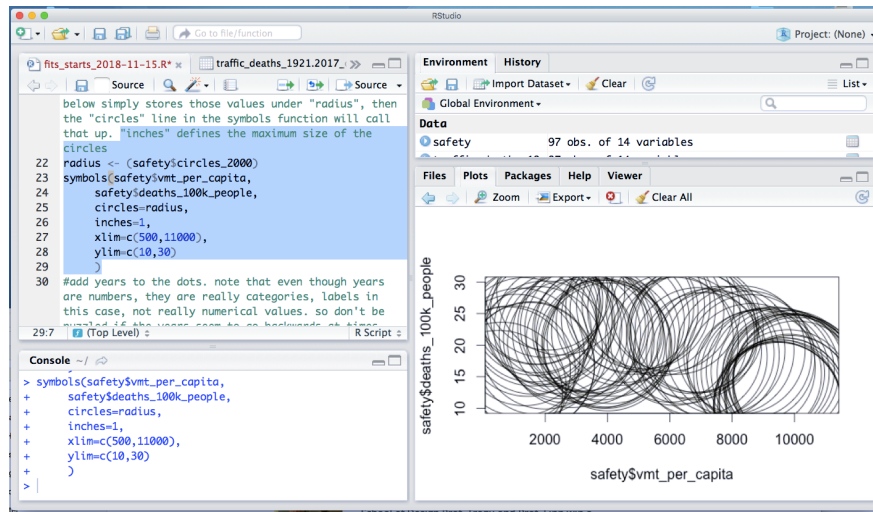 RStudio
Go to file/function
Project: (None)
fits_starts_2018-11-15.R*
traffic_deaths_1921.2017_
Source
Source
below simply stores those values under "radius", then
the "circles" line in the symbols function will call
that up. "inches" defines the maximum size of the
circles
22 radius <- (safety$circles_2000)
23 symbols(safety$vmt_per_capita,
24 safety$deaths_100k_people,
25 circles=radius,
26 inches=1,
27 xlim=c(500,11000),
28 ylim=c(10,30)
29 )
30 #add years to the dots. note that even though years
are numbers, they are really categories, labels in
this case, not really numerical values. so don't be
29:7 (Top Level) R Script
Console ~/
> symbols(safety$vmt_per_capita,
+ safety$deaths_100k_people,
+ circles=radius,
+ inches=1,
+ xlim=c(500,11000),
+ ylim=c(10,30)
+ )
>
Environment History
Import Dataset Clear List
Global Environment
Data
safety 97 obs. of 14 variables
Files Plots Packages Help Viewer
Zoom Export Clear All
safety$deaths_100k_people
30
25
20
15
10
2000 4000 6000 8000 10000
safety$vmt_per_capita